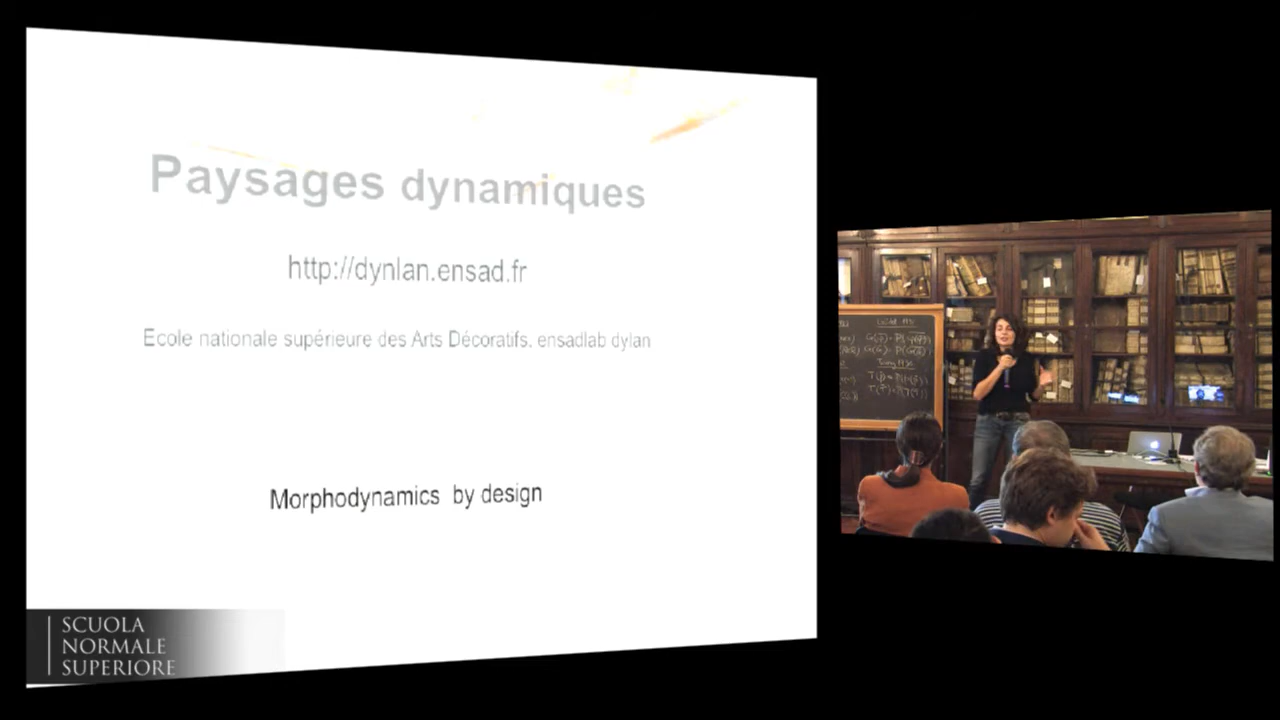 Paysages dynamiques
http://dynlan.ensad.fr
Ecole nationale supérieure des Arts Décoratifs. ensadlab dylan
Morphodynamics by design
SCUOLA
NORMALE
SUPERIORE